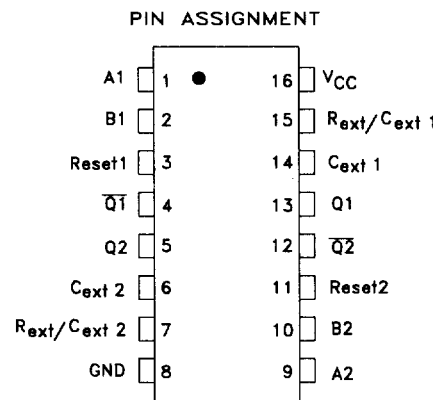 PIN ASSIGNMENT
A1 1 16 VCC
B1 2 15 Rext/Cext 1
Reset1 3 14 Cext 1
Q̅1̅ 4 13 Q1
Q2 5 12 Q̅2̅
Cext 2 6 11 Reset2
Rext/Cext 2 7 10 B2
GND 8 9 A2